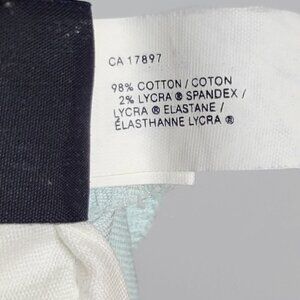 CA 17897
98% COTTON / COTON
2% LYCRA ® SPANDEX /
LYCRA ® ELASTANE /
ÉLASTHANNE LYCRA ®